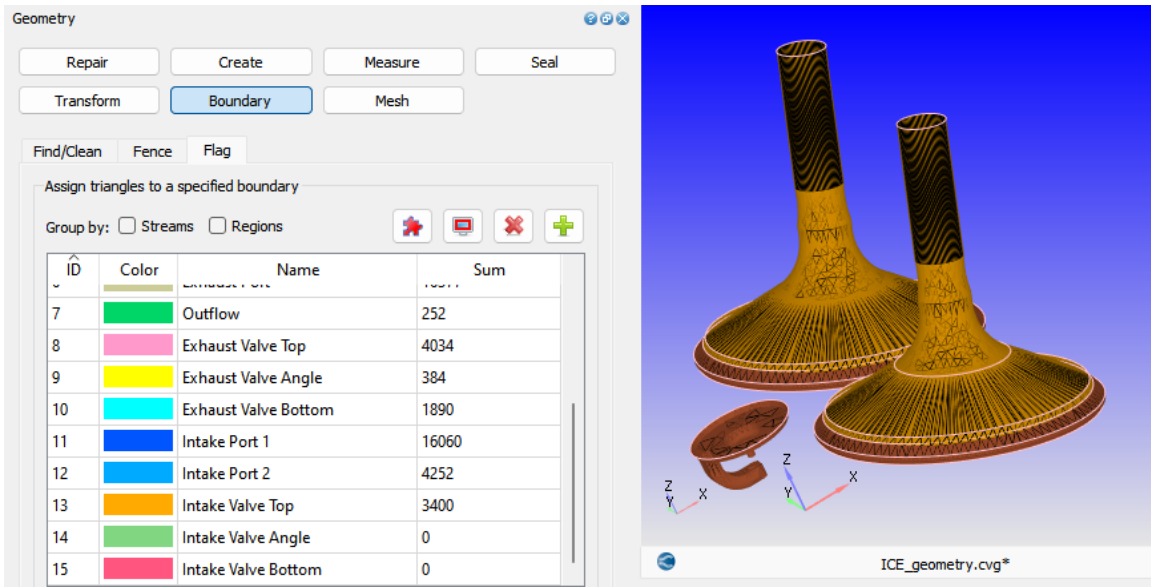 Geometry
Repair Create Measure Seal
Transform Boundary Mesh
Find/Clean Fence Flag
Assign triangles to a specified boundary
Group by: Streams Regions
ID Color Name Sum
7 Outflow 252
8 Exhaust Valve Top 4034
9 Exhaust Valve Angle 384
10 Exhaust Valve Bottom 1890
11 Intake Port 1 16060
12 Intake Port 2 4252
13 Intake Valve Top 3400
14 Intake Valve Angle 0
15 Intake Valve Bottom 0
Z
X
Y
Z
X
Y
ICE_geometry.cvg*